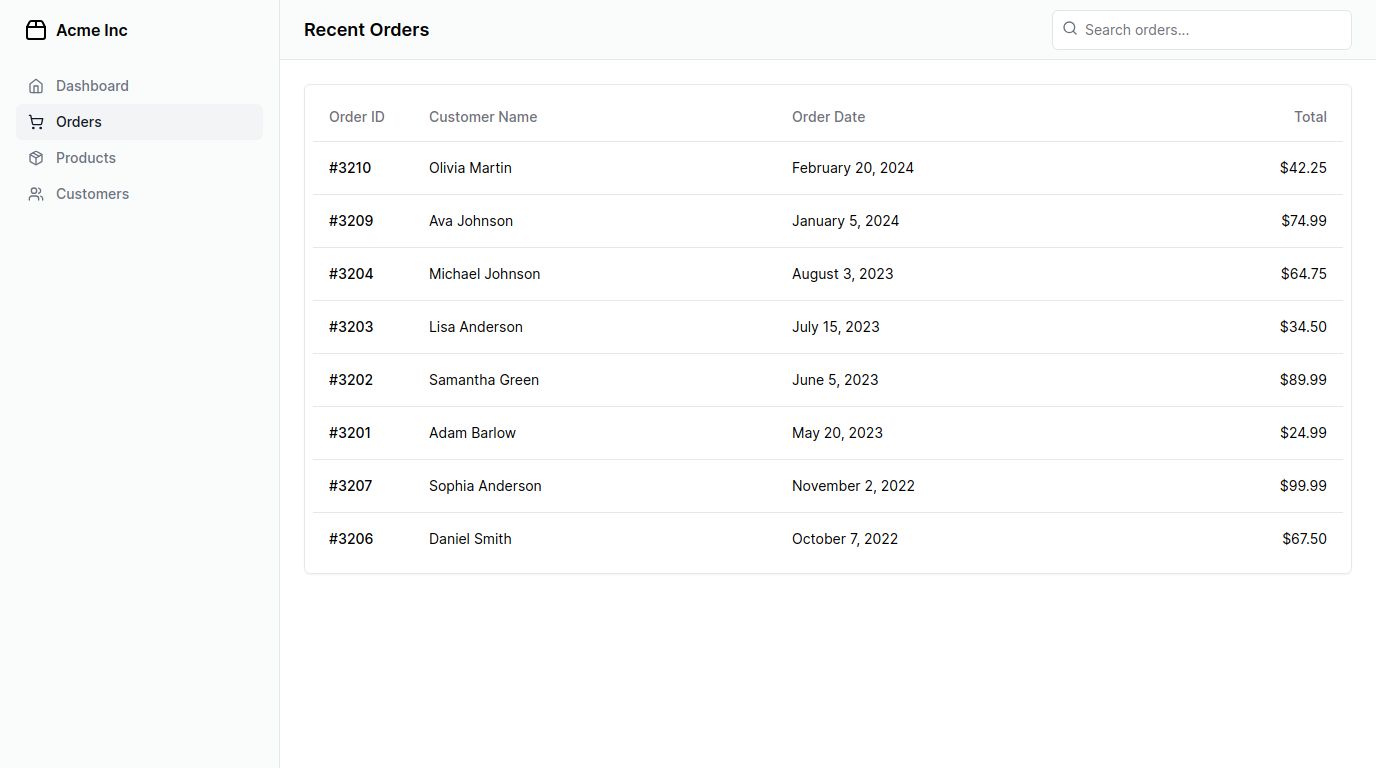 Acme Inc
Dashboard
Orders
Products
Customers
Recent Orders
Search orders...
Order ID Customer Name Order Date Total
#3210 Olivia Martin February 20, 2024 $42.25
#3209 Ava Johnson January 5, 2024 $74.99
#3204 Michael Johnson August 3, 2023 $64.75
#3203 Lisa Anderson July 15, 2023 $34.50
#3202 Samantha Green June 5, 2023 $89.99
#3201 Adam Barlow May 20, 2023 $24.99
#3207 Sophia Anderson November 2, 2022 $99.99
#3206 Daniel Smith October 7, 2022 $67.50